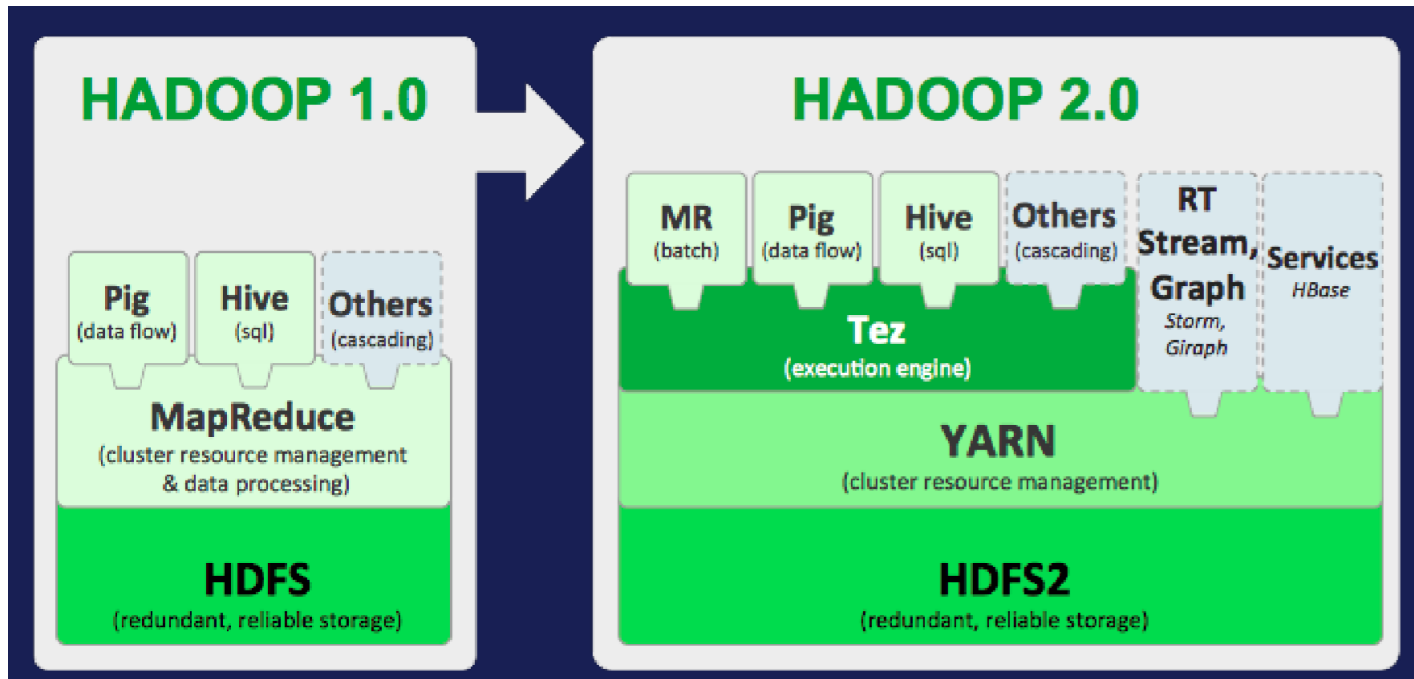 HADOOP 1.0
Pig
(data flow)
Hive
(sql)
Others
(cascading)
MapReduce
(cluster resource management
& data processing)
HDFS
(redundant, reliable storage)
HADOOP 2.0
MR
(batch)
Pig
(data flow)
Hive
(sql)
Others
(cascading)
RT
Stream,
Graph
Storm,
Giraph
Services
HBase
Tez
(execution engine)
YARN
(cluster resource management)
HDFS2
(redundant, reliable storage)